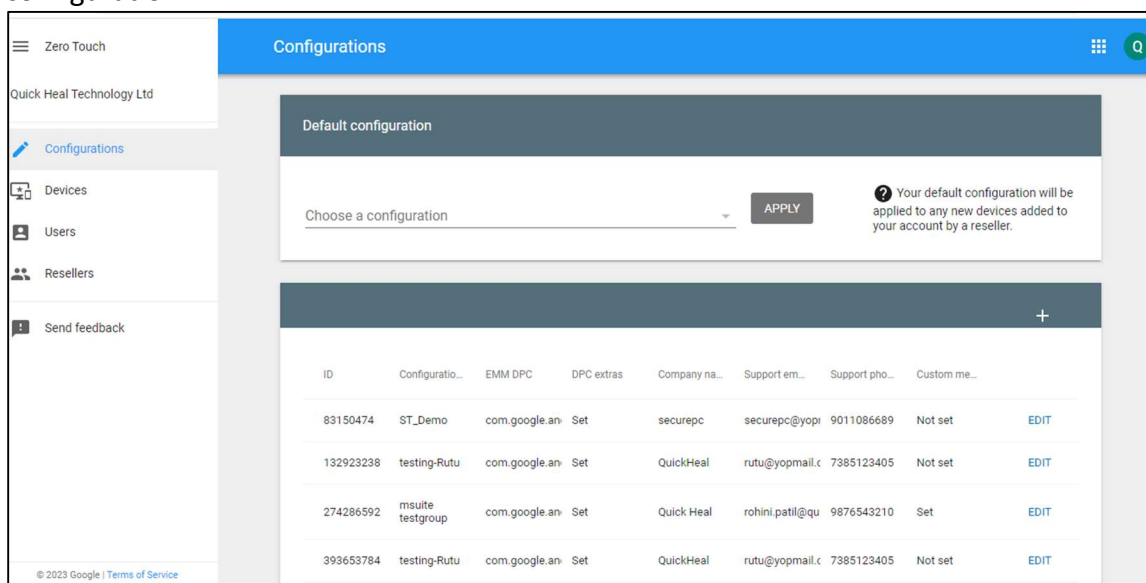 Zero Touch
Configurations
Q
Quick Heal Technology Ltd
Default configuration
Configurations
Devices
Users
Resellers
Send feedback
Choose a configuration
APPLY
Your default configuration will be
applied to any new devices added to
your account by a reseller.
+
ID Configuratio... EMM DPC DPC extras Company na... Support em... Support pho... Custom me...
83150474 ST_Demo com.google.an Set securepc securepc@yop 9011086689 Not set EDIT
132923238 testing-Rutu com.google.an Set QuickHeal rutu@yopmail.c 7385123405 Not set EDIT
274286592 msuite testgroup com.google.an Set Quick Heal rohini.patil@qu 9876543210 Set EDIT
393653784 testing-Rutu com.google.an Set QuickHeal rutu@yopmail.c 7385123405 Not set EDIT
© 2023 Google | Terms of Service